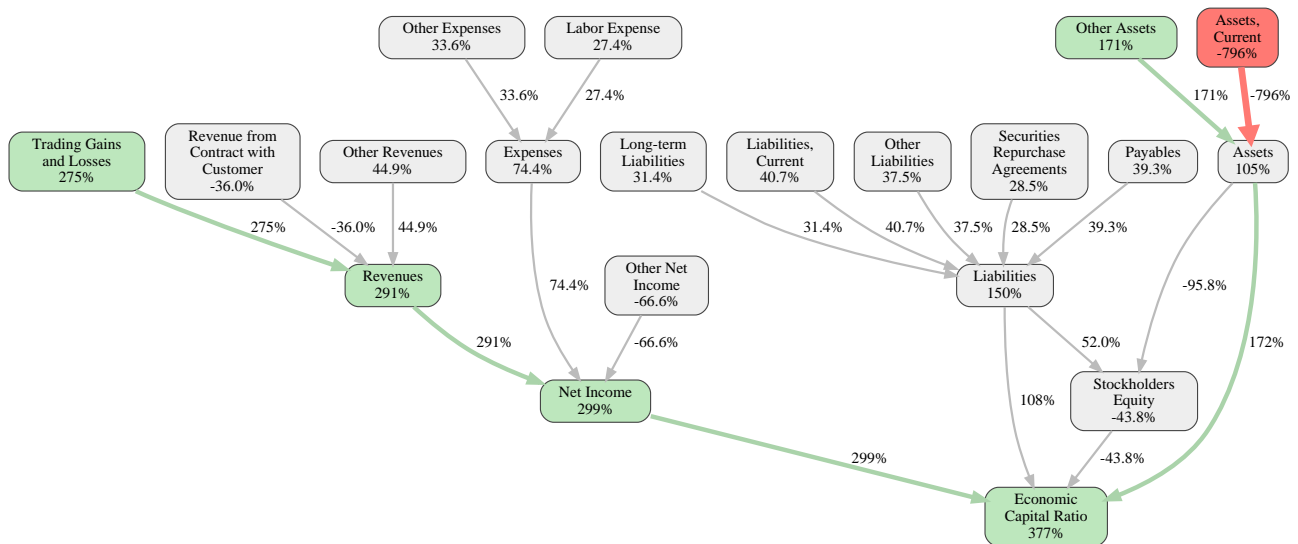 Other Expenses
33.6%
Labor Expense
27.4%
Other Assets
171%
Assets,
Current
-796%
33.6%
27.4%
171%
-796%
Trading Gains
and Losses
275%
Revenue from
Contract with
Customer
-36.0%
Other Revenues
44.9%
Expenses
74.4%
Long-term
Liabilities
31.4%
Liabilities,
Current
40.7%
Other
Liabilities
37.5%
Securities
Repurchase
Agreements
28.5%
Payables
39.3%
Assets
105%
275%
-36.0%
44.9%
31.4%
40.7%
37.5%
28.5%
39.3%
Revenues
291%
74.4%
Other Net
Income
-66.6%
Liabilities
150%
-95.8%
291%
-66.6%
52.0%
172%
Net Income
299%
108%
Stockholders
Equity
-43.8%
299%
-43.8%
Economic
Capital Ratio
377%